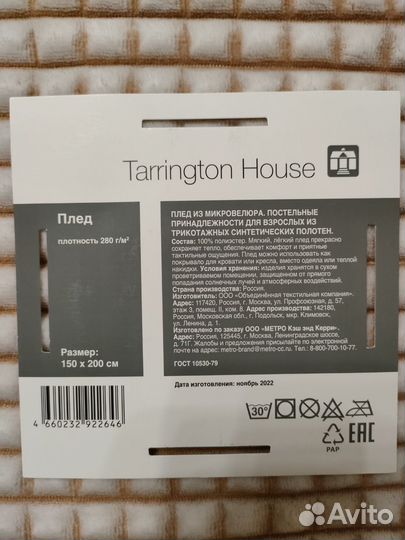 Tarrington House
Плед
плотность 280 г/м²
Размер:
150 x 200 см
ПЛЕД ИЗ МИКРОВЕЛЮРА. ПОСТЕЛЬНЫЕ
ПРИНАДЛЕЖНОСТИ ДЛЯ ВЗРОСЛЫХ ИЗ
ТРИКОТАЖНЫХ СИНТЕТИЧЕСКИХ ПОЛОТЕН.
Состав: 100% полиэстер. Мягкий, лёгкий плед прекрасно
сохраняет тепло, обеспечивает комфорт и приятные
тактильные ощущения. Плед можно использовать как
покрывало для кровати или кресла, вместо одеяла или теплой
накидки. Условия хранения: изделия хранятся в сухом
проветриваемом помещении, защищенном от прямого
попадания солнечных лучей и атмосферных воздействий.
Страна производства: Россия.
Изготовитель: ООО «Объединённая текстильная компания».
Адрес: 117420, Россия, г. Москва, ул. Профсоюзная, д. 57,
этаж 3, помещ. II, ком. 8. Адрес производства: 142180,
Россия, Московская обл., г. Подольск, мкр. Климовск,
ул. Ленина, д. 1.
Изготовлено по заказу ООО «МЕТРО Кэш энд Керри».
Адрес: Россия, 125445, г. Москва, Ленинградское шоссе,
д. 71Г. Жалобы и предложения присылайте по электронной
почте на адрес: metro-brand@metro-cc.ru. Тел.: 8-800-700-10-77.
ГОСТ 10530-79
Дата изготовления: ноябрь 2022
4 660232 922646
30°
PAP
EAC
Avito